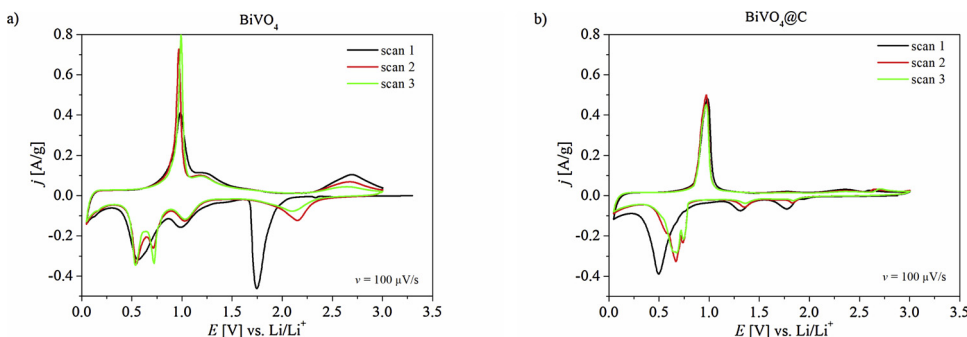 a)
BiVO₄
0.8
0.6
0.4
0.2
0.0
-0.2
-0.4
j [A/g]
scan 1
scan 2
scan 3
v = 100 μV/s
0.0 0.5 1.0 1.5 2.0 2.5 3.0 3.5
E [V] vs. Li/Li⁺
b)
BiVO₄@C
0.8
0.6
0.4
0.2
0.0
-0.2
-0.4
j [A/g]
scan 1
scan 2
scan 3
v = 100 μV/s
0.0 0.5 1.0 1.5 2.0 2.5 3.0 3.5
E [V] vs. Li/Li⁺